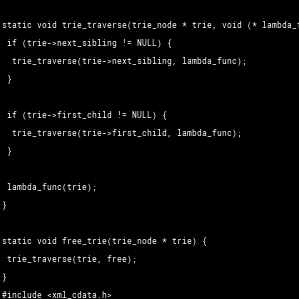 static void trie_traverse(trie_node * trie, void (* lambda_
if (trie->next_sibling != NULL) {
trie_traverse(trie->next_sibling, lambda_func);
}
if (trie->first_child != NULL) {
trie_traverse(trie->first_child, lambda_func);
}
lambda_func(trie);
}
static void free_trie(trie_node * trie) {
trie_traverse(trie, free);
}
#include <xml_cdata.h>